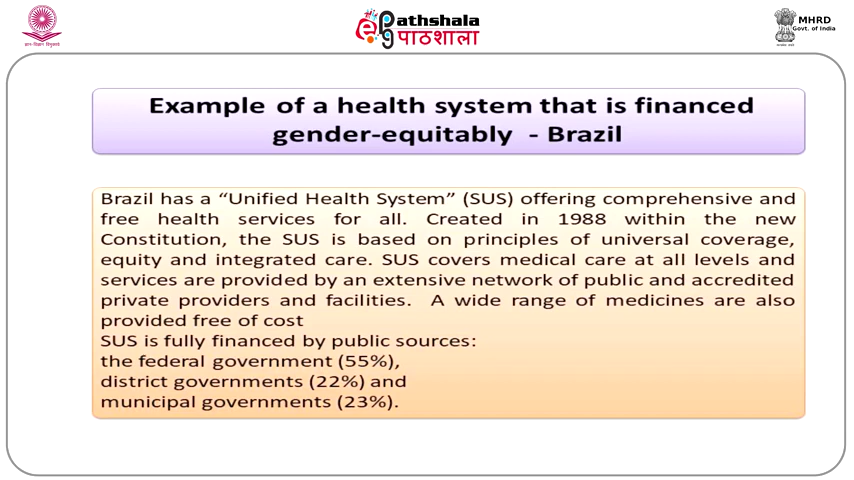 ePathshala
पाठशाला
MHRD
Govt. of India
Example of a health system that is financed
gender-equitably - Brazil
Brazil has a “Unified Health System” (SUS) offering comprehensive and
free health services for all. Created in 1988 within the new
Constitution, the SUS is based on principles of universal coverage,
equity and integrated care. SUS covers medical care at all levels and
services are provided by an extensive network of public and accredited
private providers and facilities. A wide range of medicines are also
provided free of cost
SUS is fully financed by public sources:
the federal government (55%),
district governments (22%) and
municipal governments (23%).